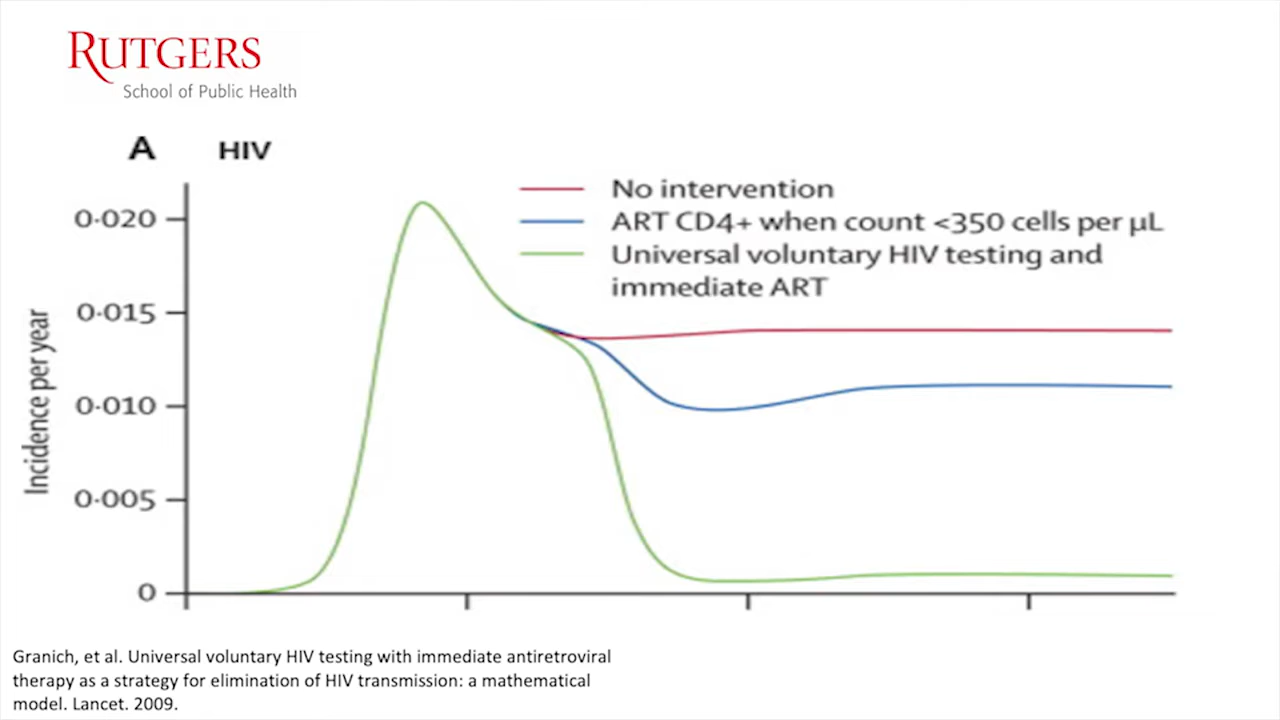 RUTGERS
School of Public Health
A HIV
No intervention
ART CD4+ when count <350 cells per µL
Universal voluntary HIV testing and
immediate ART
0·020
0·015
0·010
0·005
0
Incidence per year
Granich, et al. Universal voluntary HIV testing with immediate antiretroviral
therapy as a strategy for elimination of HIV transmission: a mathematical
model. Lancet. 2009.